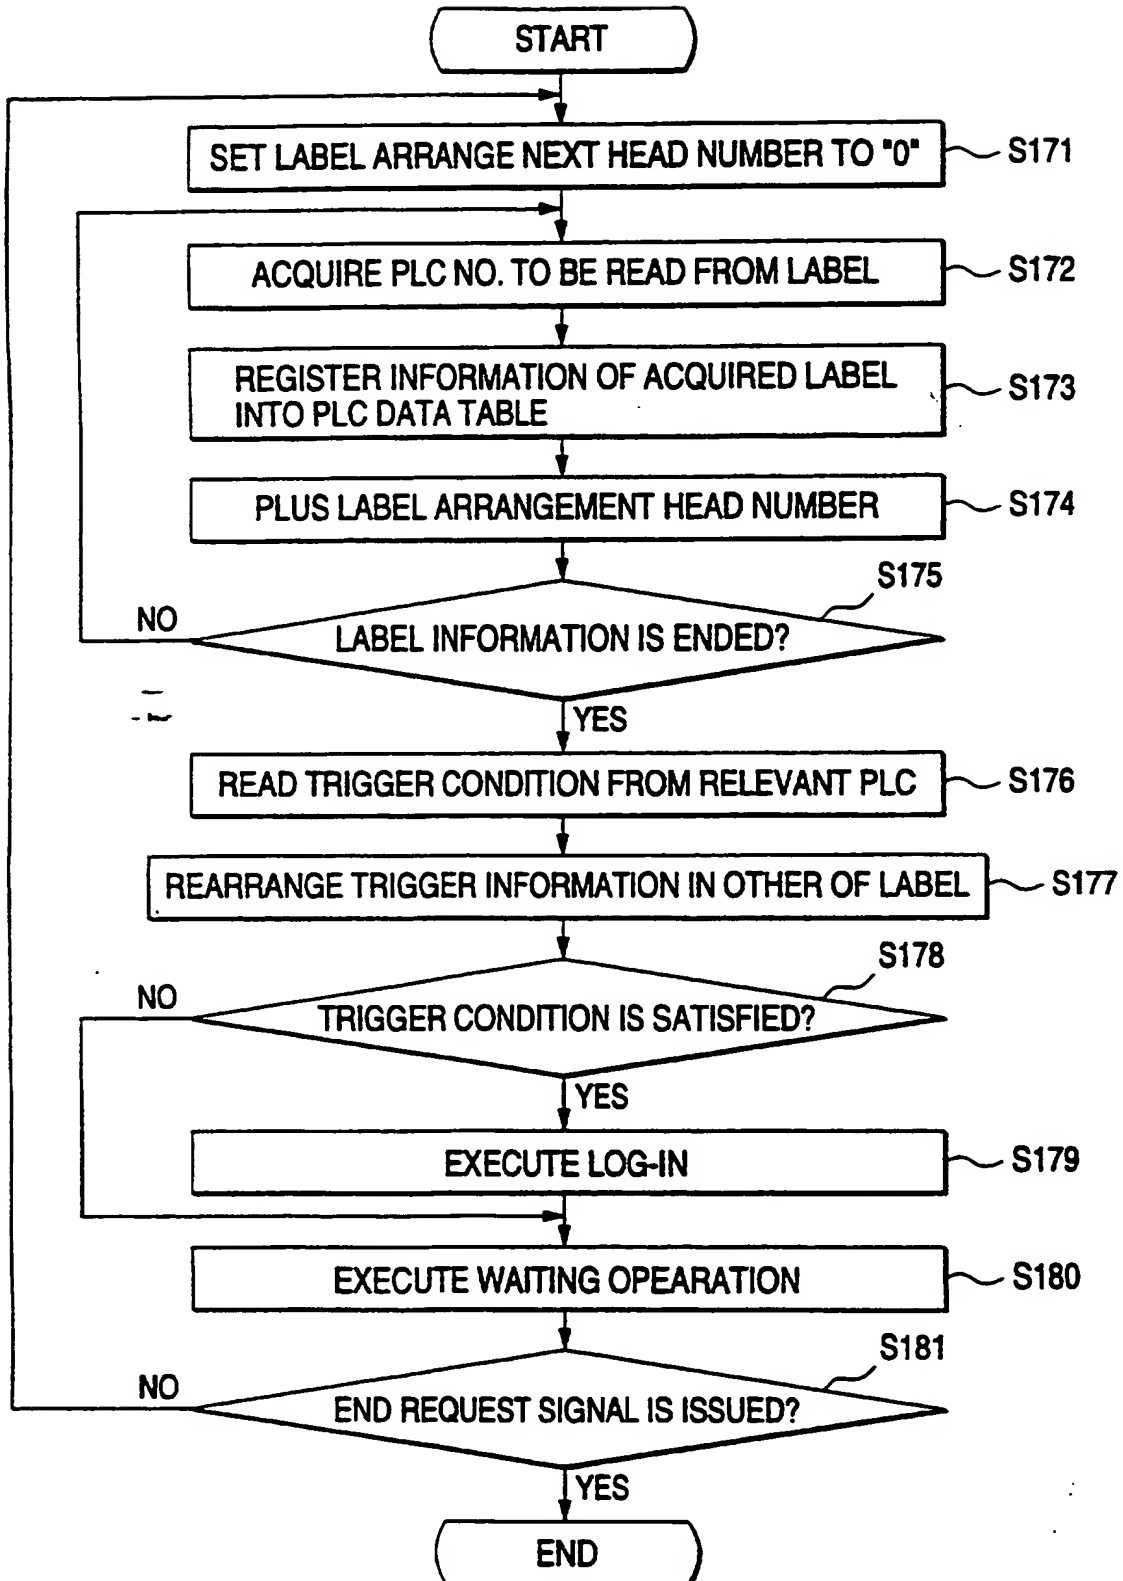 START
SET LABEL ARRANGE NEXT HEAD NUMBER TO "0"
S171
ACQUIRE PLC NO. TO BE READ FROM LABEL
S172
REGISTER INFORMATION OF ACQUIRED LABEL
INTO PLC DATA TABLE
S173
PLUS LABEL ARRANGEMENT HEAD NUMBER
S174
S175
NO
LABEL INFORMATION IS ENDED?
YES
READ TRIGGER CONDITION FROM RELEVANT PLC
S176
REARRANGE TRIGGER INFORMATION IN OTHER OF LABEL
S177
S178
NO
TRIGGER CONDITION IS SATISFIED?
YES
EXECUTE LOG-IN
S179
EXECUTE WAITING OPEARATION
S180
S181
NO
END REQUEST SIGNAL IS ISSUED?
YES
END